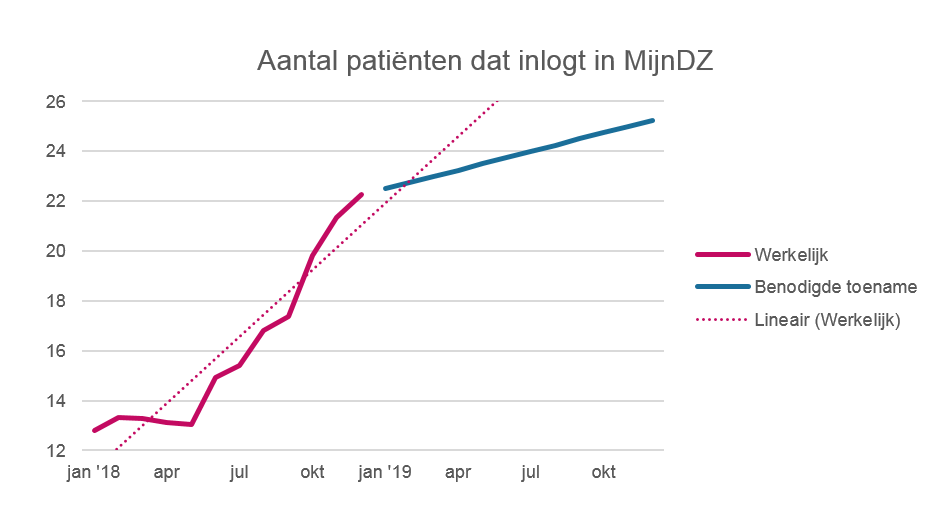 Aantal patiënten dat inlogt in MijnDZ
26
24
22
20
18
16
14
12
jan '18 apr jul okt jan '19 apr jul okt
Werkelijk
Benodigde toename
Lineair (Werkelijk)